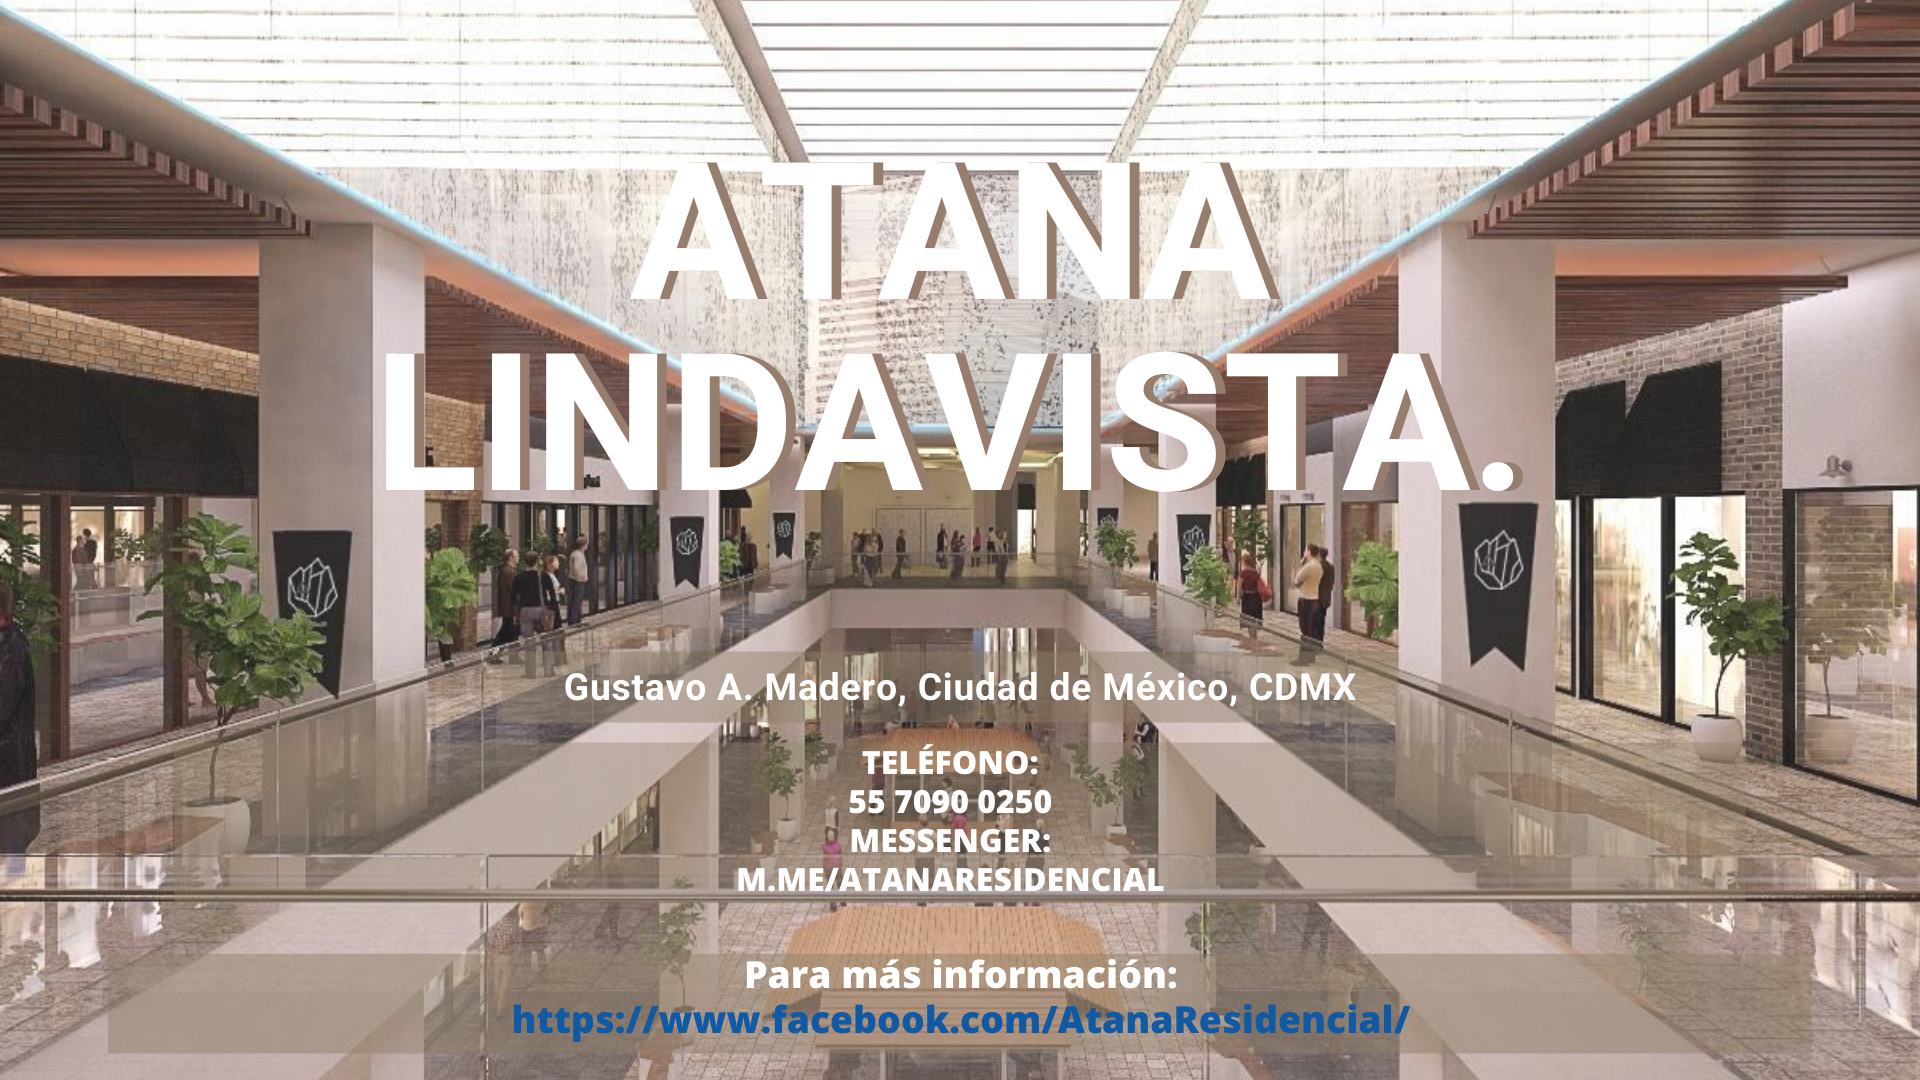 ATANA
LINDAVISTA.
Gustavo A. Madero, Ciudad de México, CDMX
TELÉFONO:
55 7090 0250
MESSENGER:
M.ME/ATANARESIDENCIAL
Para más información:
https://www.facebook.com/AtanaResidencial/